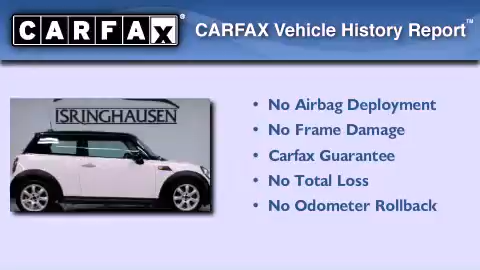 CARFAX® CARFAX Vehicle History Report™
ISRINGHAUSEN
• No Airbag Deployment
• No Frame Damage
• Carfax Guarantee
• No Total Loss
• No Odometer Rollback